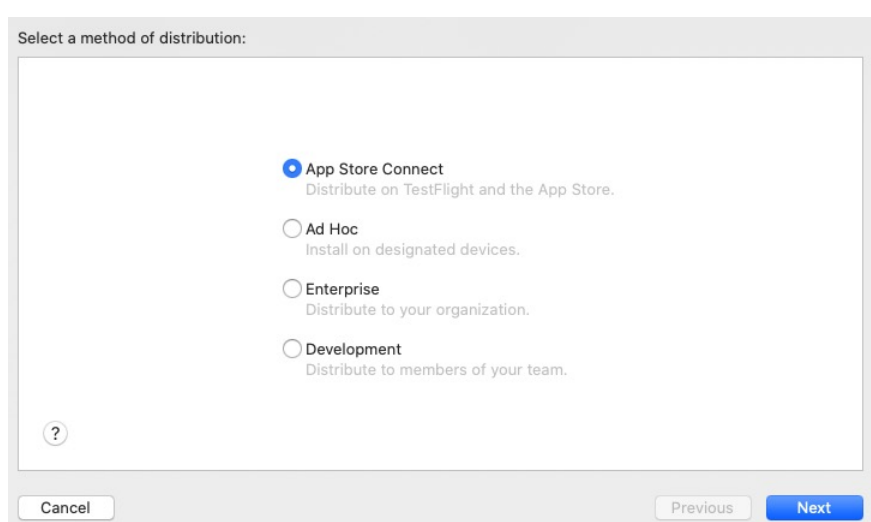 Select a method of distribution:
App Store Connect
Distribute on TestFlight and the App Store.
Ad Hoc
Install on designated devices.
Enterprise
Distribute to your organization.
Development
Distribute to members of your team.
?
Cancel
Previous
Next